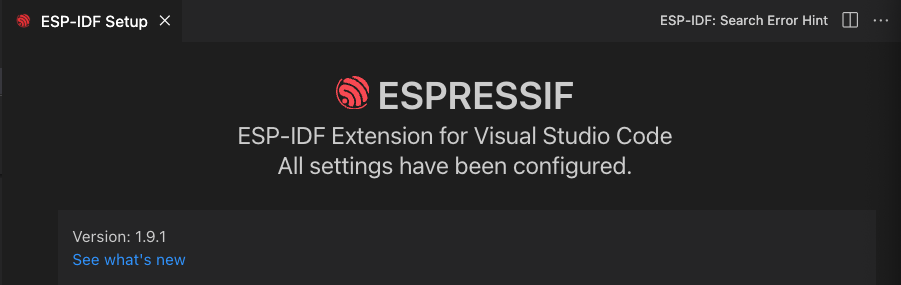 ESP-IDF Setup
ESP-IDF: Search Error Hint
ESPRESSIF
ESP-IDF Extension for Visual Studio Code
All settings have been configured.
Version: 1.9.1
See what's new